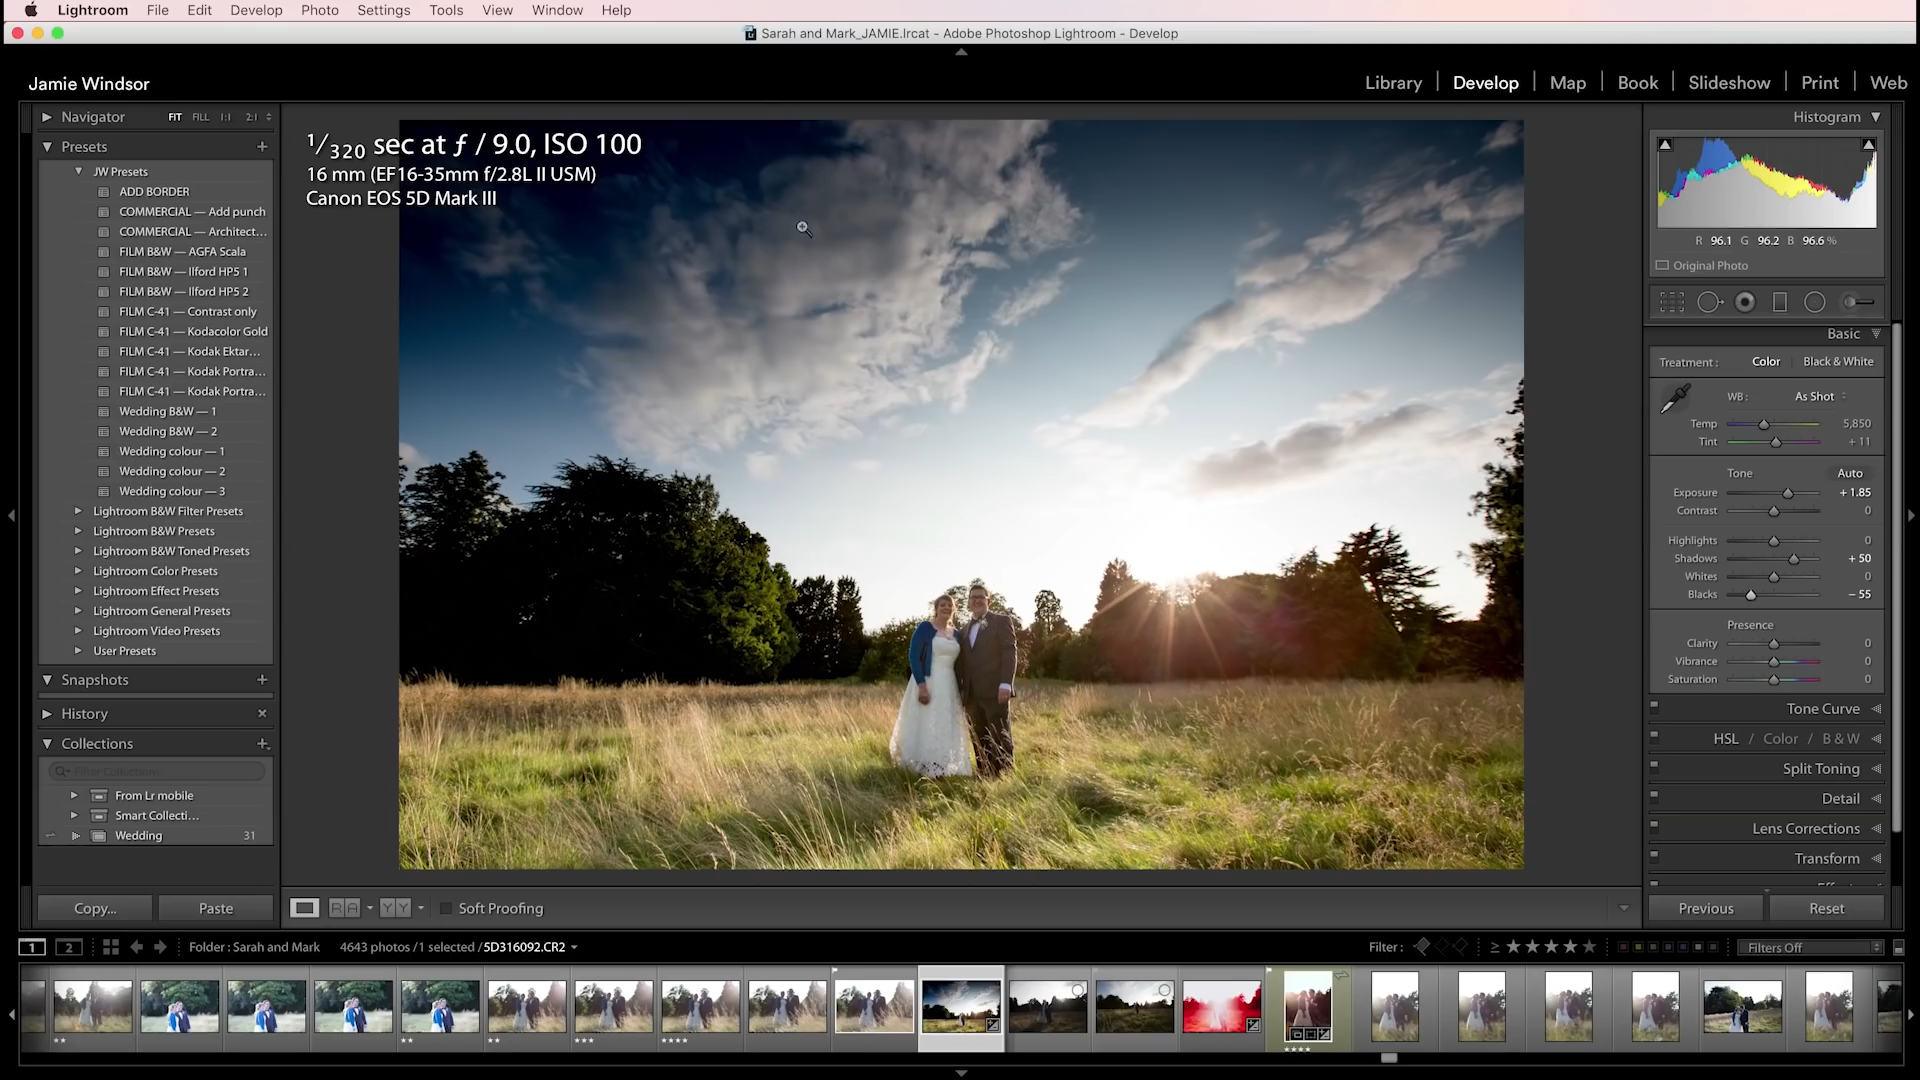 Lightroom File Edit Develop Photo Settings Tools View Window Help
Sarah and Mark_JAMIE.lrcat - Adobe Photoshop Lightroom - Develop
Jamie Windsor
Library | Develop | Map | Book | Slideshow | Print | Web
Navigator FIT FILL 1:1 2:1
Presets +
JW Presets
ADD BORDER
COMMERCIAL — Add punch
COMMERCIAL — Architect...
FILM B&W — AGFA Scala
FILM B&W — Ilford HP5 1
FILM B&W — Ilford HP5 2
FILM C-41 — Contrast only
FILM C-41 — Kodacolor Gold
FILM C-41 — Kodak Ektar...
FILM C-41 — Kodak Portra...
FILM C-41 — Kodak Portra...
Wedding B&W — 1
Wedding B&W — 2
Wedding colour — 1
Wedding colour — 2
Wedding colour — 3
Lightroom B&W Filter Presets
Lightroom B&W Presets
Lightroom B&W Toned Presets
Lightroom Color Presets
Lightroom Effect Presets
Lightroom General Presets
Lightroom Video Presets
User Presets
Snapshots +
History ×
Collections +
Filter Collections
From Lr mobile
Smart Collecti...
Wedding 31
Copy... Paste
1/320 sec at ƒ / 9.0, ISO 100
16 mm (EF16-35mm f/2.8L II USM)
Canon EOS 5D Mark III
R A Y Y Soft Proofing
Histogram
R 96.1 G 96.2 B 96.6 %
Original Photo
Basic
Treatment : Color Black & White
WB : As Shot
Temp 5,850
Tint + 11
Tone Auto
Exposure + 1.85
Contrast 0
Highlights 0
Shadows + 50
Whites 0
Blacks − 55
Presence
Clarity 0
Vibrance 0
Saturation 0
Tone Curve
HSL / Color / B & W
Split Toning
Detail
Lens Corrections
Transform
Previous Reset
1 2 Folder : Sarah and Mark 4643 photos / 1 selected / 5D316092.CR2 Filter : ≥ ★★★★★ Filters Off